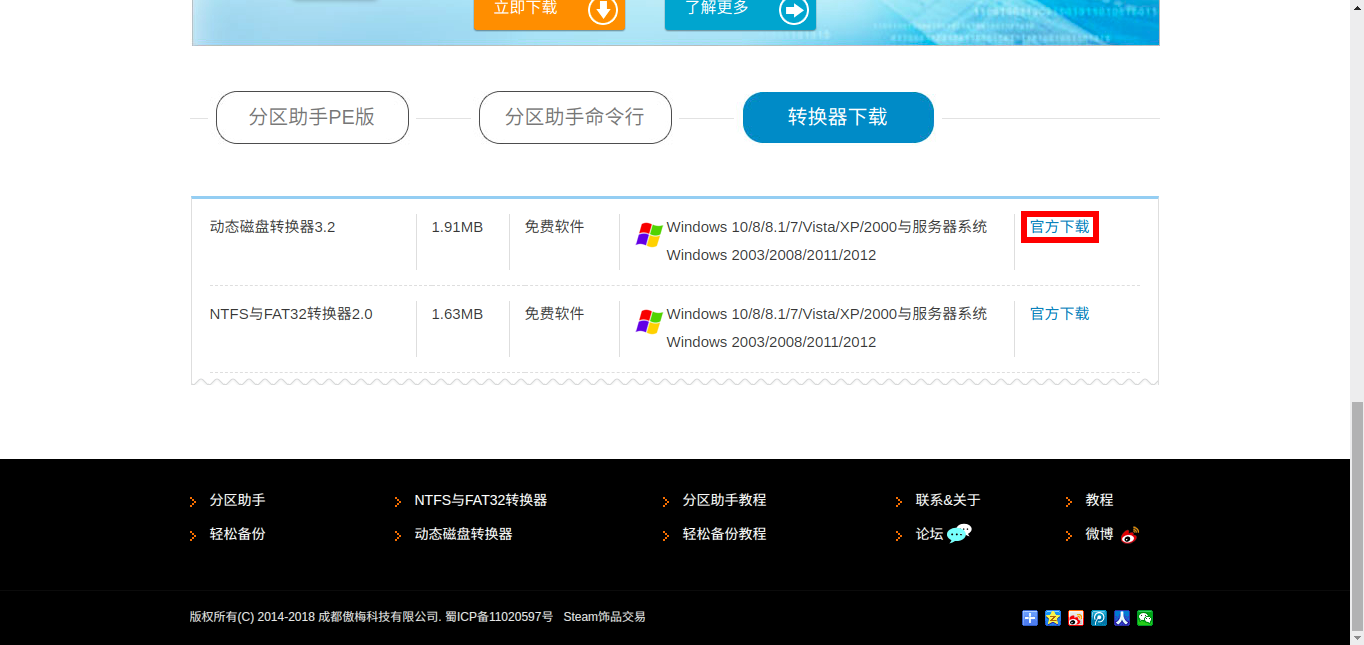 立即下载
了解更多
分区助手PE版
分区助手命令行
转换器下载
动态磁盘转换器3.2
1.91MB
免费软件
Windows 10/8/8.1/7/Vista/XP/2000与服务器系统
Windows 2003/2008/2011/2012
官方下载
NTFS与FAT32转换器2.0
1.63MB
免费软件
Windows 10/8/8.1/7/Vista/XP/2000与服务器系统
Windows 2003/2008/2011/2012
官方下载
分区助手
NTFS与FAT32转换器
分区助手教程
联系&关于
教程
轻松备份
动态磁盘转换器
轻松备份教程
论坛
微博
版权所有(C) 2014-2018 成都傲梅科技有限公司. 蜀ICP备11020597号 Steam饰品交易